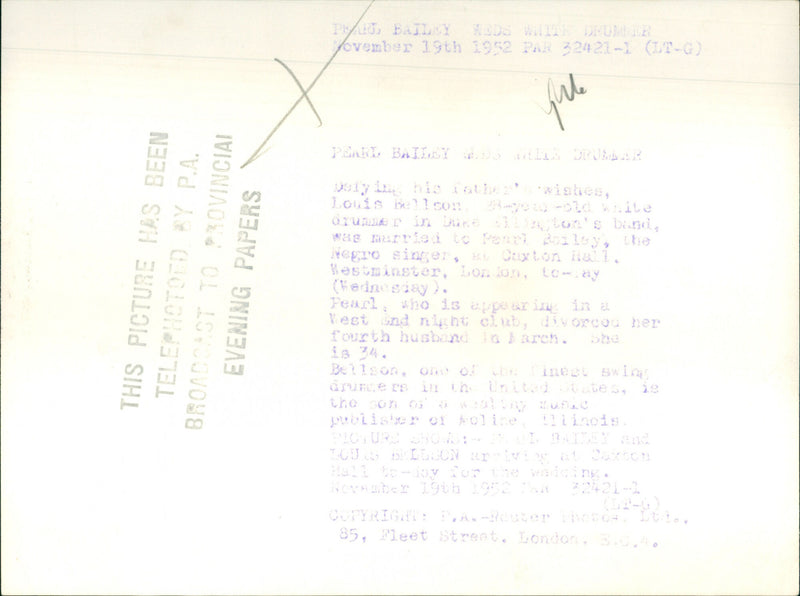 PEARL BAILEY WEDS WHITE DRUMMER
November 19th 1952 PAR 32421-1 (LT-G)
PEARL BAILEY WEDS WHITE DRUMMER
Defying his father's wishes,
Louis Bellson, -year-old white
drummer in Duke Ellington's band,
was married to Pearl Bailey, the
Negro singer, at Caxton Hall,
Westminster, London, to-day
(Wednesday).
Pearl, who is appearing in a
West End night club, divorced her
fourth husband in March. She
is 34.
Bellson, one of the finest swing
drummers in the United States, is
the son of a wealthy music
publisher of Moline, Illinois.
PICTURE SHOWS:- PEARL BAILEY and
LOUIS BELLSON arriving at Caxton
Hall to-day for the wedding.
November 19th 1952 PAR 32421-1
(LT-G)
COPYRIGHT: P.A.-Reuter Photos, Ltd.,
85, Fleet Street, London, E.C.4.
THIS PICTURE HAS BEEN
TELEPHOTOED BY P.A.
BROADCAST TO PROVINCIAL
EVENING PAPERS